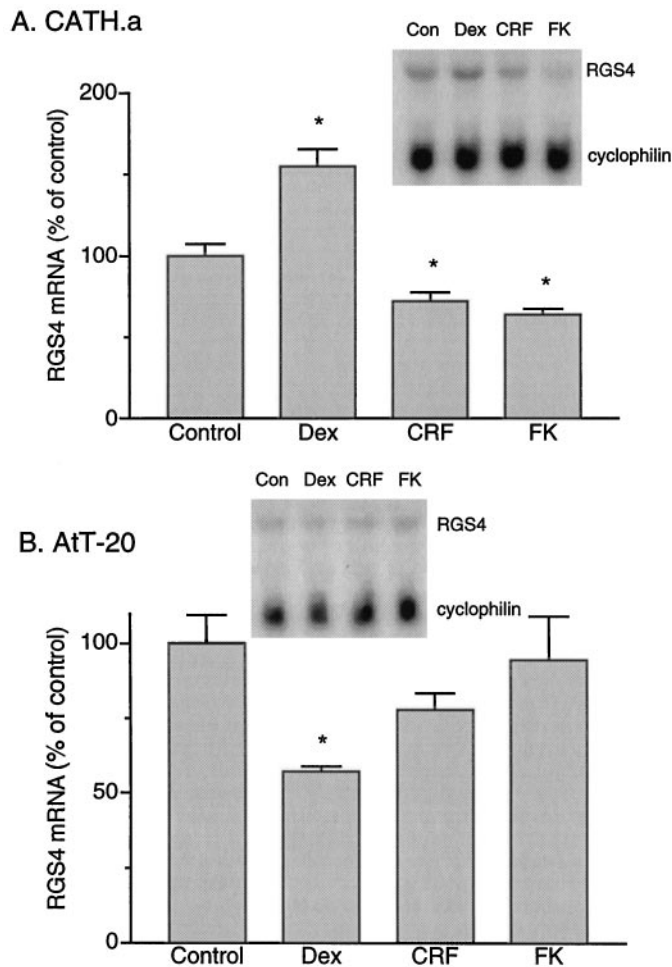 A. CATH.a
Con Dex CRF FK
RGS4
cyclophilin
RGS4 mRNA (% of control)
200
100
0
*
*
*
Control Dex CRF FK
B. AtT-20
Con Dex CRF FK
RGS4
cyclophilin
RGS4 mRNA (% of control)
100
50
0
*
Control Dex CRF FK